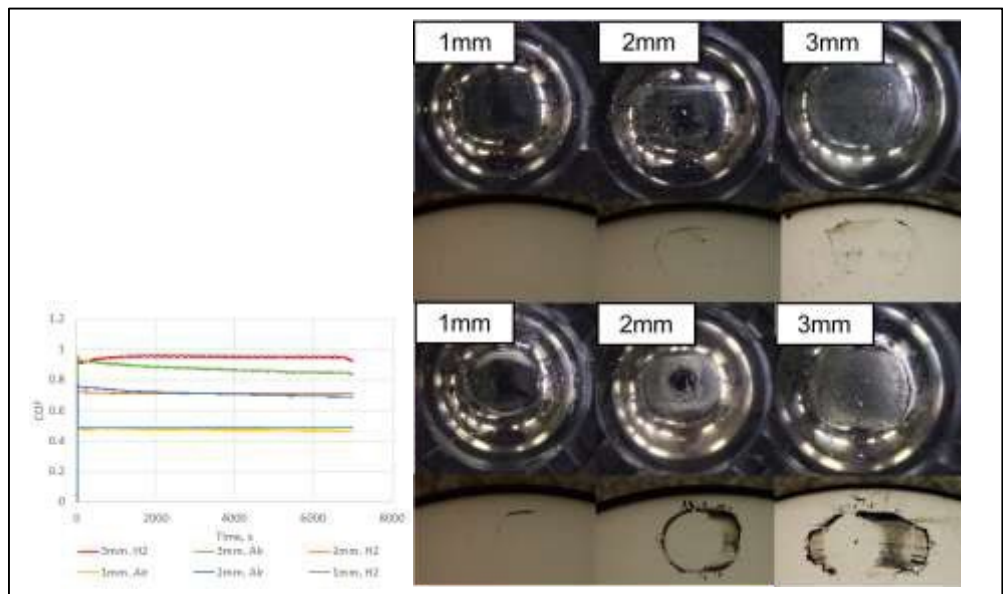 1mm 2mm 3mm
1mm 2mm 3mm
1.2
1
0.8
0.6
0.4
0.2
0
0 2000 4000 6000 8000
COF
Time, s
3mm, H2 3mm, Air 2mm, H2
1mm, Air 2mm, Air 1mm, H2